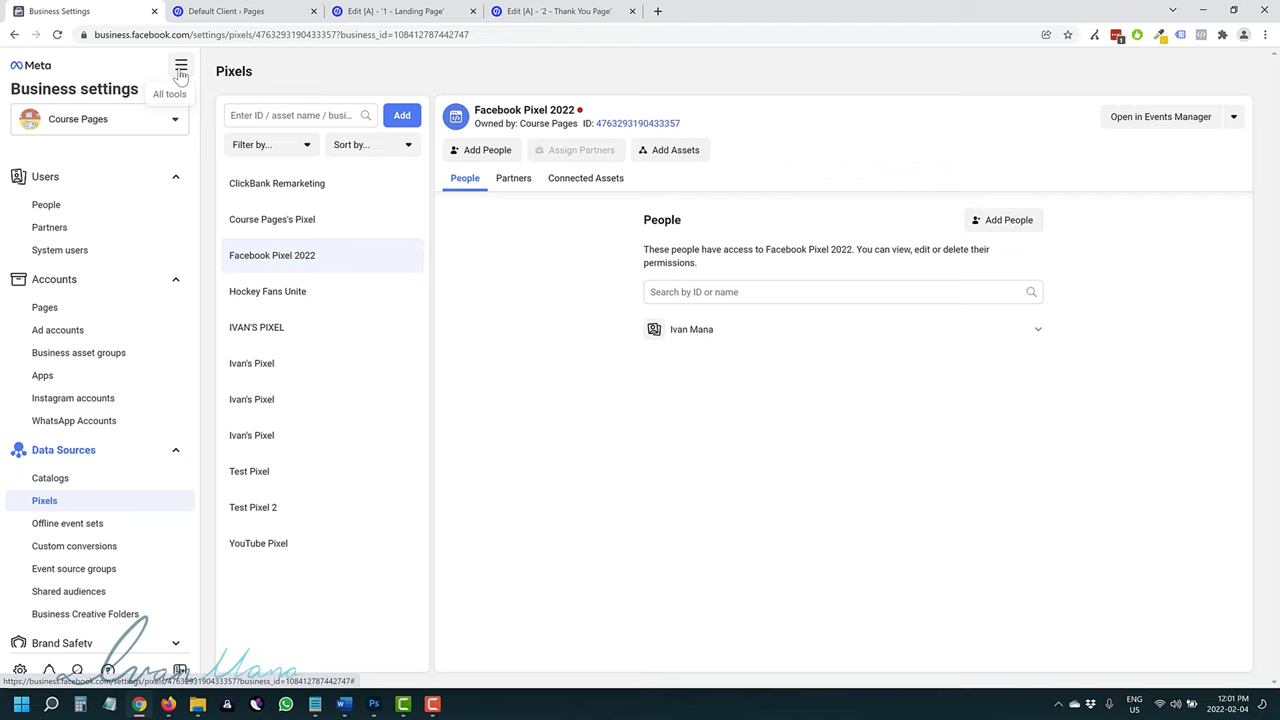 Business Settings
Default Client › Pages
Edit [A] - '1 - Landing Page'
Edit [A] - '2 - Thank You Page'
business.facebook.com/settings/pixels/4763293190433357?business_id=108412787442747
Meta
Business settings
All tools
Course Pages
Users
People
Partners
System users
Accounts
Pages
Ad accounts
Business asset groups
Apps
Instagram accounts
WhatsApp Accounts
Data Sources
Catalogs
Pixels
Offline event sets
Custom conversions
Event source groups
Shared audiences
Business Creative Folders
Brand Safety
Pixels
Enter ID / asset name / busi...
Add
Filter by...
Sort by...
ClickBank Remarketing
Course Pages's Pixel
Facebook Pixel 2022
Hockey Fans Unite
IVAN'S PIXEL
Ivan's Pixel
Ivan's Pixel
Ivan's Pixel
Test Pixel
Test Pixel 2
YouTube Pixel
Facebook Pixel 2022
Owned by: Course Pages ID: 4763293190433357
Open in Events Manager
Add People
Assign Partners
Add Assets
People
Partners
Connected Assets
People
Add People
These people have access to Facebook Pixel 2022. You can view, edit or delete their
permissions.
Search by ID or name
Ivan Mana
Ivan Mana
https://business.facebook.com/settings/pixels/4763293190433357?business_id=108412787442747#
ENG
US
12:01 PM
2022-02-04